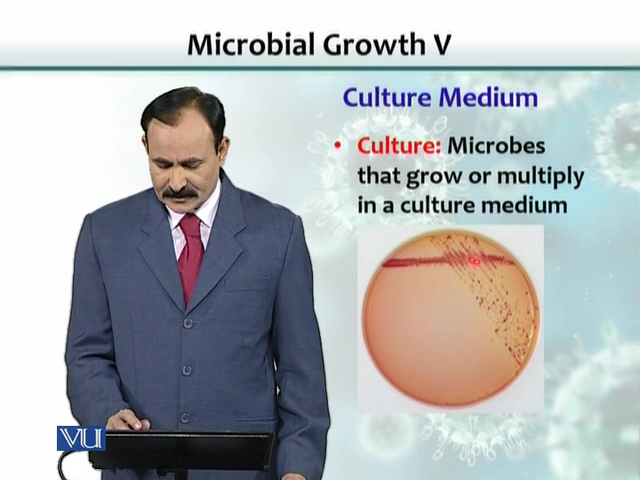 Microbial Growth V
Culture Medium
• Culture: Microbes
that grow or multiply
in a culture medium
VU